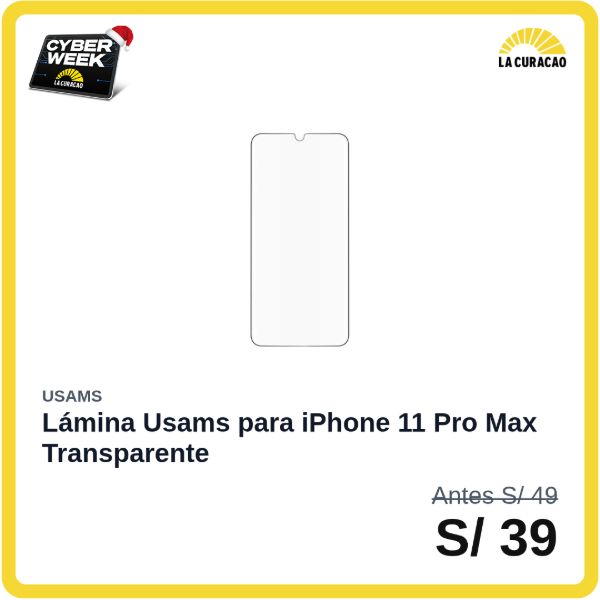 CYBER
WEEK
LA CURACAO
LA CURACAO
USAMS
Lámina Usams para iPhone 11 Pro Max
Transparente
Antes S/ 49
S/ 39